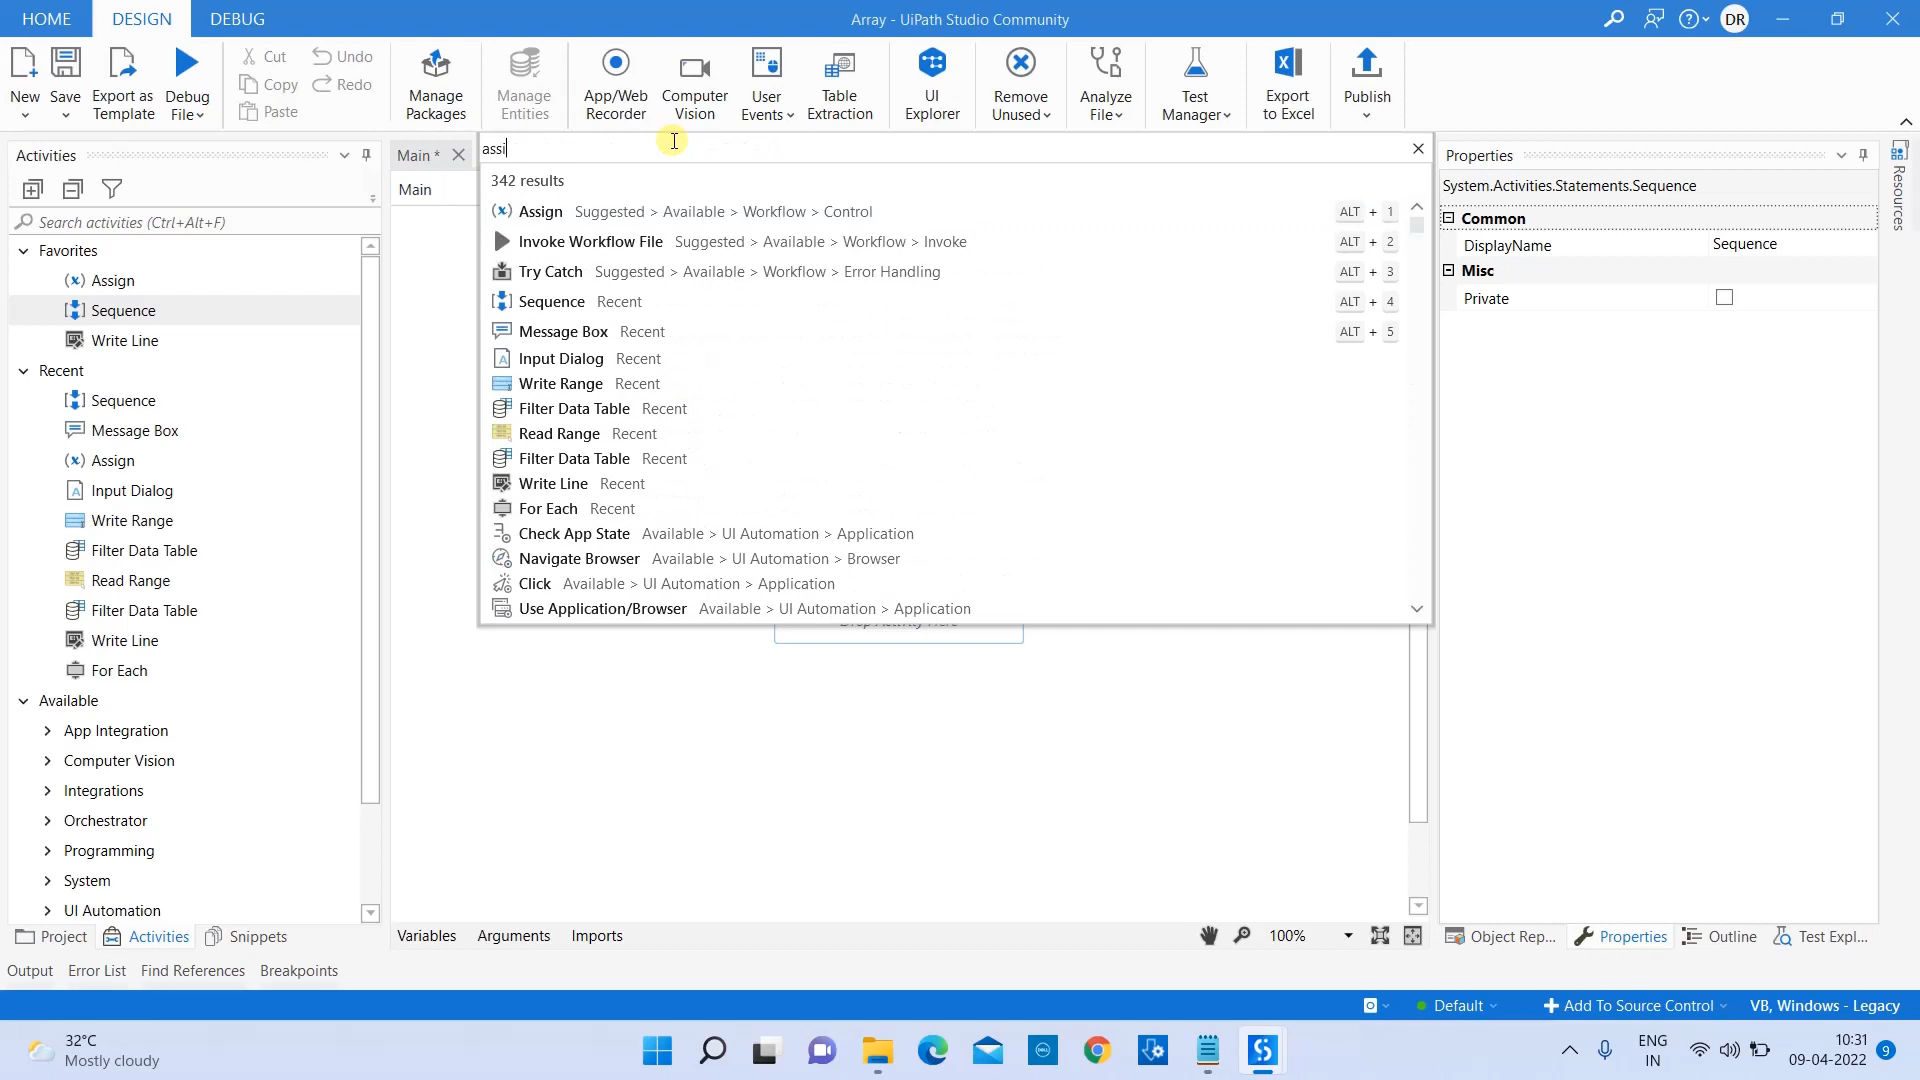 HOME
DESIGN
DEBUG
Array - UiPath Studio Community
DR
New
Save
Export as Template
Debug File
Cut
Copy
Paste
Undo
Redo
Manage Packages
Manage Entities
App/Web Recorder
Computer Vision
User Events
Table Extraction
UI Explorer
Remove Unused
Analyze File
Test Manager
Export to Excel
Publish
Activities
Search activities (Ctrl+Alt+F)
Favorites
Assign
Sequence
Write Line
Recent
Sequence
Message Box
Assign
Input Dialog
Write Range
Filter Data Table
Read Range
Filter Data Table
Write Line
For Each
Available
App Integration
Computer Vision
Integrations
Orchestrator
Programming
System
UI Automation
Project
Activities
Snippets
Main *
Main
assi
342 results
Assign Suggested > Available > Workflow > Control ALT + 1
Invoke Workflow File Suggested > Available > Workflow > Invoke ALT + 2
Try Catch Suggested > Available > Workflow > Error Handling ALT + 3
Sequence Recent ALT + 4
Message Box Recent ALT + 5
Input Dialog Recent
Write Range Recent
Filter Data Table Recent
Read Range Recent
Filter Data Table Recent
Write Line Recent
For Each Recent
Check App State Available > UI Automation > Application
Navigate Browser Available > UI Automation > Browser
Click Available > UI Automation > Application
Use Application/Browser Available > UI Automation > Application
Drop Activity Here
Variables
Arguments
Imports
100%
Properties
System.Activities.Statements.Sequence
Common
DisplayName Sequence
Misc
Private
Resources
Object Rep...
Properties
Outline
Test Expl...
Output
Error List
Find References
Breakpoints
Default
Add To Source Control
VB, Windows - Legacy
32°C
Mostly cloudy
ENG
IN
10:31
09-04-2022
9